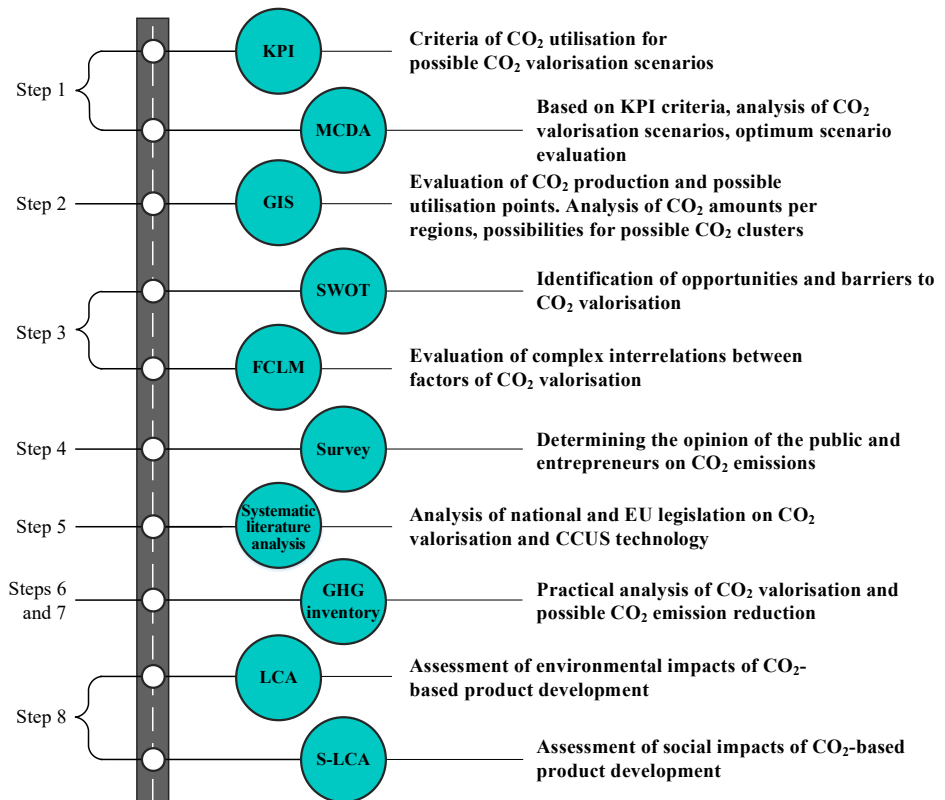 KPI
Criteria of CO₂ utilisation for
possible CO₂ valorisation scenarios
Step 1
MCDA
Based on KPI criteria, analysis of CO₂
valorisation scenarios, optimum scenario
evaluation
Step 2
GIS
Evaluation of CO₂ production and possible
utilisation points. Analysis of CO₂ amounts per
regions, possibilities for possible CO₂ clusters
SWOT
Identification of opportunities and barriers to
CO₂ valorisation
Step 3
FCLM
Evaluation of complex interrelations between
factors of CO₂ valorisation
Step 4
Survey
Determining the opinion of the public and
entrepreneurs on CO₂ emissions
Step 5
Systematic
literature
analysis
Analysis of national and EU legislation on CO₂
valorisation and CCUS technology
Steps 6
and 7
GHG
inventory
Practical analysis of CO₂ valorisation and
possible CO₂ emission reduction
LCA
Assessment of environmental impacts of CO₂-
based product development
Step 8
S-LCA
Assessment of social impacts of CO₂-based
product development